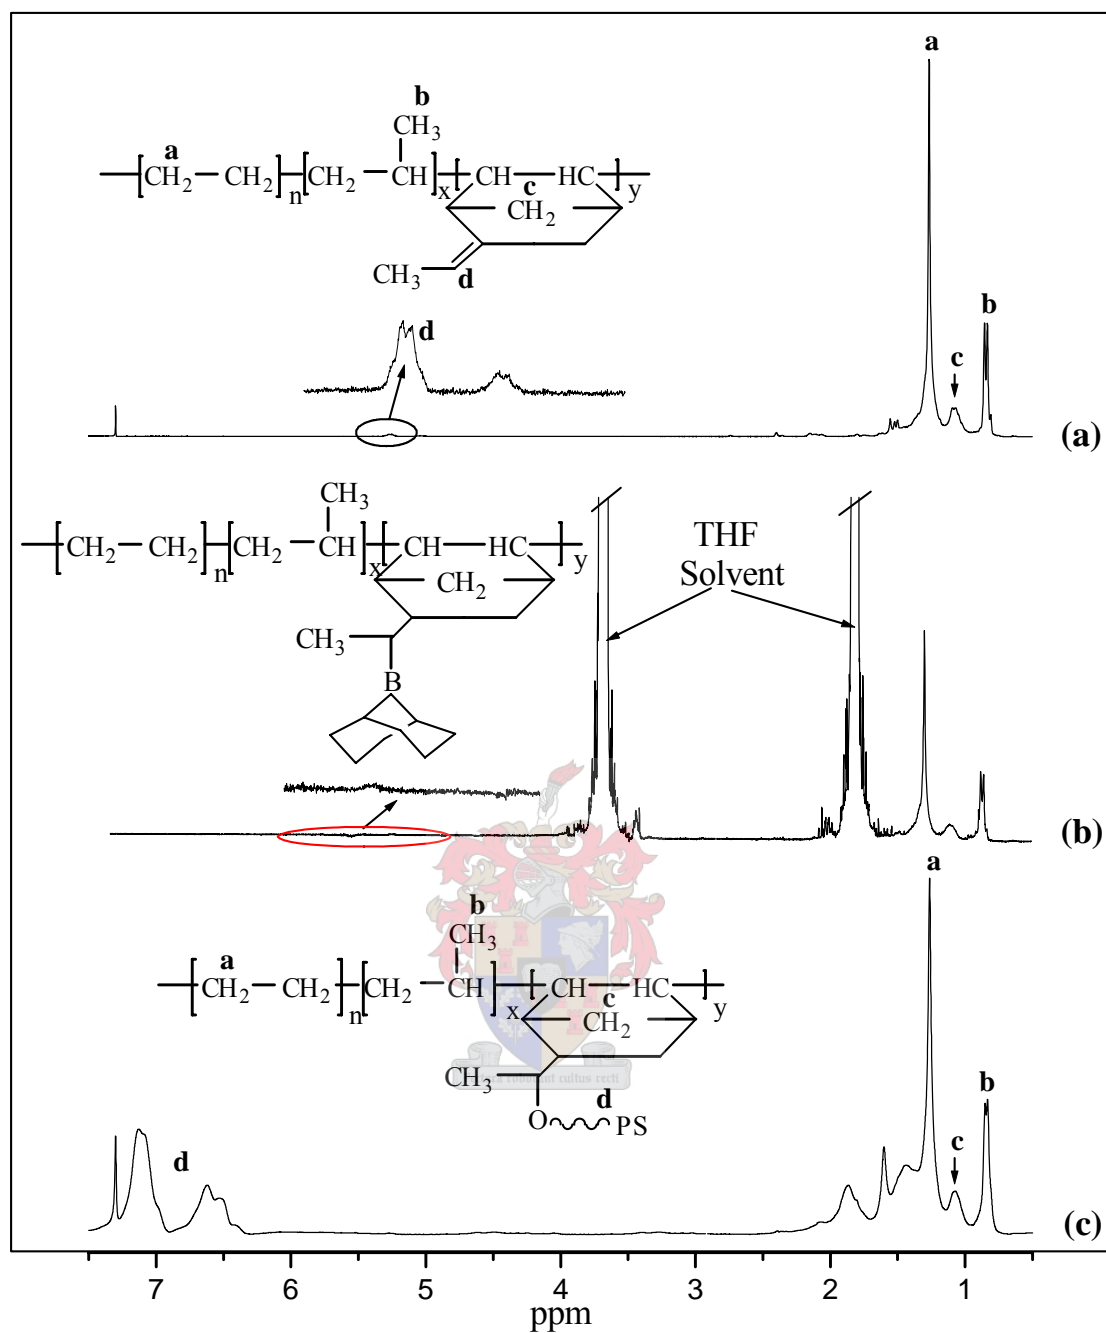 a
b
CH3
a
CH2 CH2 n CH2 CH x CH HC y
c
CH2
CH3 d
d
c
b
(a)
CH3
CH2 CH2 n CH2 CH x CH HC y
CH2
CH3
B
THF
Solvent
(b)
a
b
CH3
a
CH2 CH2 n CH2 CH x CH HC y
c
CH2
CH3
d
O PS
d
c
b
(c)
7 6 5 4 3 2 1
ppm